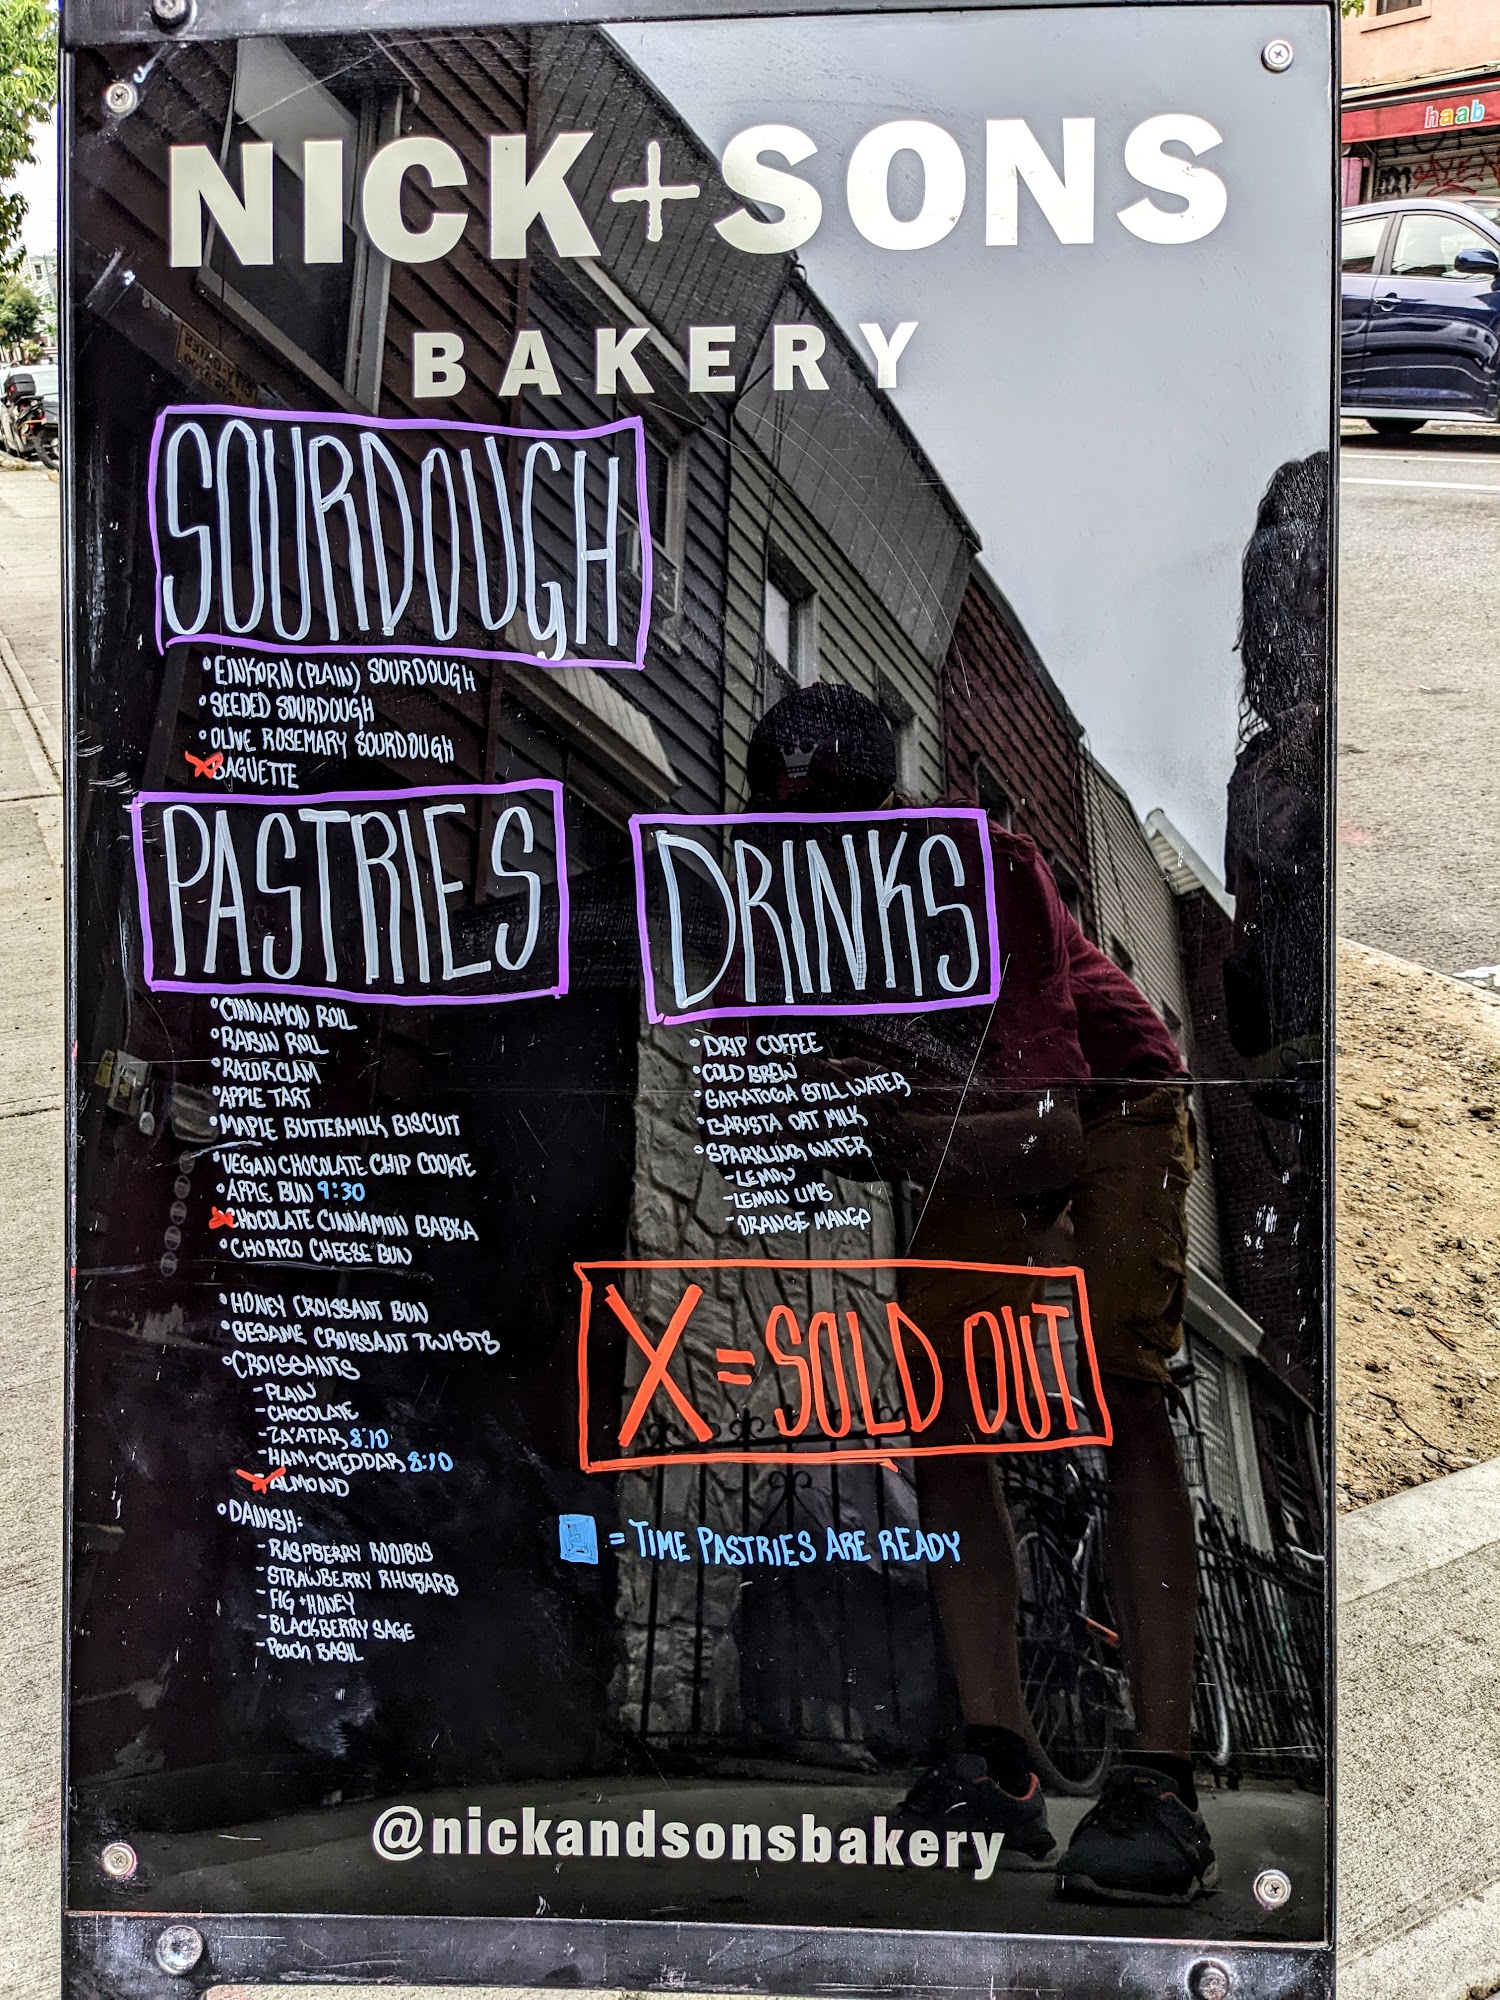 NICK+SONS
BAKERY
SOURDOUGH
° EINKORN (PLAIN) SOURDOUGH
° SEEDED SOURDOUGH
° OLIVE ROSEMARY SOURDOUGH
X BAGUETTE
PASTRIES
° CINNAMON ROLL
° RAISIN ROLL
° RAZOR CLAM
° APPLE TART
° MAPLE BUTTERMILK BISCUIT
° VEGAN CHOCOLATE CHIP COOKIE
° APPLE BUN 9:30
X CHOCOLATE CINNAMON BABKA
° CHORIZO CHEESE BUN
° HONEY CROISSANT BUN
° SESAME CROISSANT TWISTS
° CROISSANTS
- PLAIN
- CHOCOLATE
- ZA'ATAR 8:10
- HAM+CHEDDAR 8:10
X ALMOND
° DANISH:
- RASPBERRY ROOIBOS
- STRAWBERRY RHUBARB
- FIG + HONEY
- BLACKBERRY SAGE
- Peach BASIL
DRINKS
° DRIP COFFEE
° COLD BREW
° SARATOGA STILL WATER
° BARISTA OAT MILK
° SPARKLING WATER
- LEMON
- LEMON LIME
- ORANGE MANGO
X = SOLD OUT
= TIME PASTRIES ARE READY
@nickandsonsbakery
haab